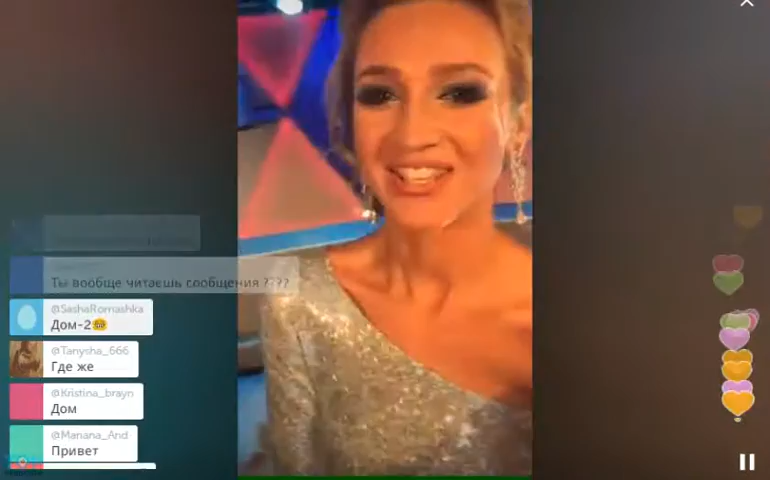 Ты вообще читаешь сообщения ????
@SashaRomashka
Дом-2
@Tanysha_666
Где же
@Kristina_brayn
Дом
@Manana_And
Привет